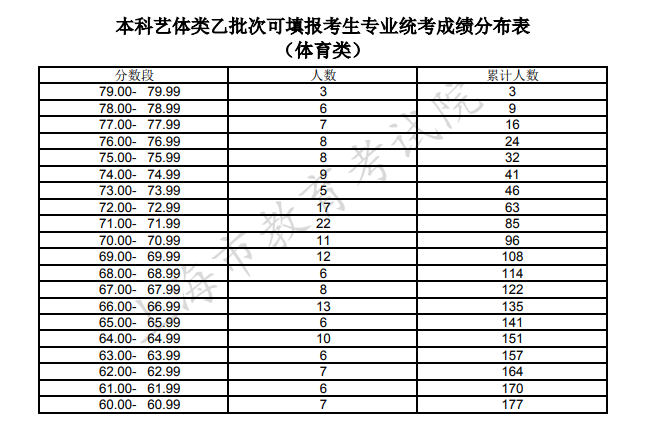 本科艺体类乙批次可填报考生专业统考成绩分布表
（体育类）
分数段 人数 累计人数
79.00- 79.99 3 3
78.00- 78.99 6 9
77.00- 77.99 7 16
76.00- 76.99 8 24
75.00- 75.99 8 32
74.00- 74.99 9 41
73.00- 73.99 5 46
72.00- 72.99 17 63
71.00- 71.99 22 85
70.00- 70.99 11 96
69.00- 69.99 12 108
68.00- 68.99 6 114
67.00- 67.99 8 122
66.00- 66.99 13 135
65.00- 65.99 6 141
64.00- 64.99 10 151
63.00- 63.99 6 157
62.00- 62.99 7 164
61.00- 61.99 6 170
60.00- 60.99 7 177
上海市教育考试院